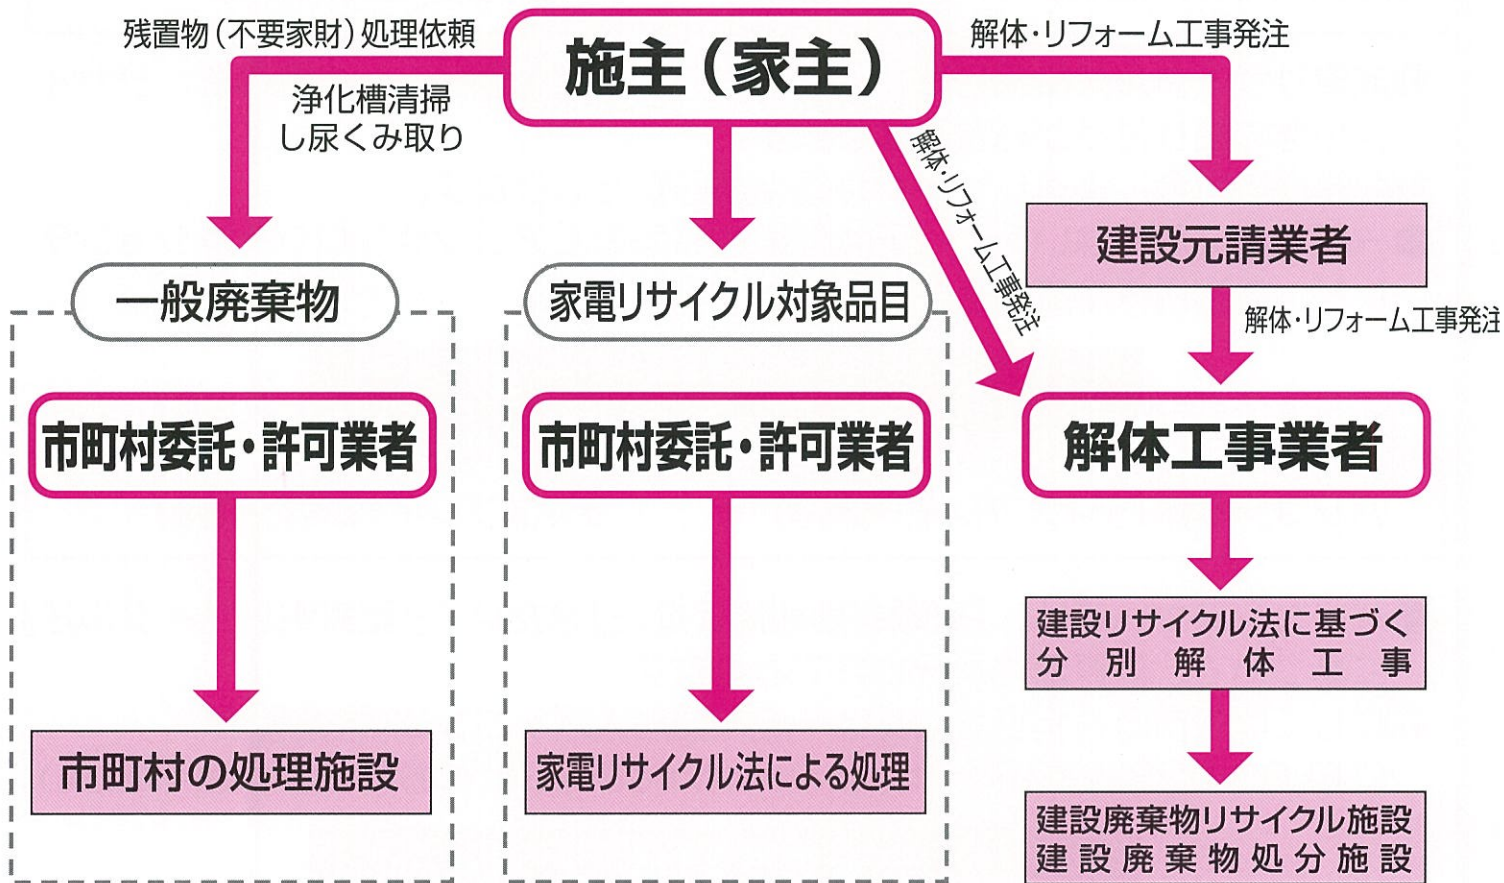 残置物(不要家財)処理依頼
施主(家主)
解体・リフォーム工事発注
浄化槽清掃
し尿くみ取り
解体・リフォーム工事発注
建設元請業者
一般廃棄物
家電リサイクル対象品目
解体・リフォーム工事発注
市町村委託・許可業者
市町村委託・許可業者
解体工事業者
建設リサイクル法に基づく
分別解体工事
市町村の処理施設
家電リサイクル法による処理
建設廃棄物リサイクル施設
建設廃棄物処分施設